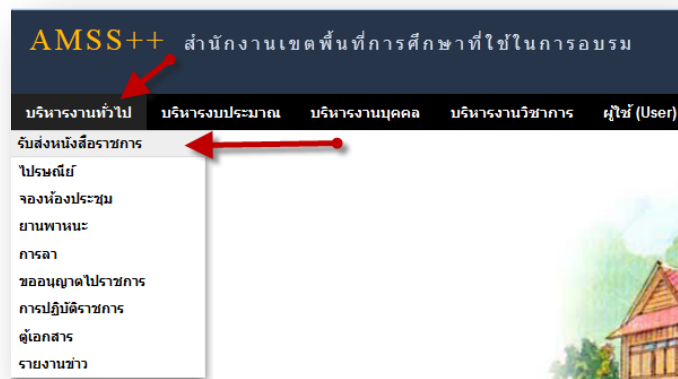 AMSS++ สำนักงานเขตพื้นที่การศึกษาที่ใช้ในการอบรม
บริหารงานทั่วไป บริหารงบประมาณ บริหารงานบุคคล บริหารงานวิชาการ ผู้ใช้ (User)
รับส่งหนังสือราชการ
ไปรษณีย์
จองห้องประชุม
ยานพาหนะ
การลา
ขออนุญาตไปราชการ
การปฏิบัติราชการ
ตู้เอกสาร
รายงานข่าว